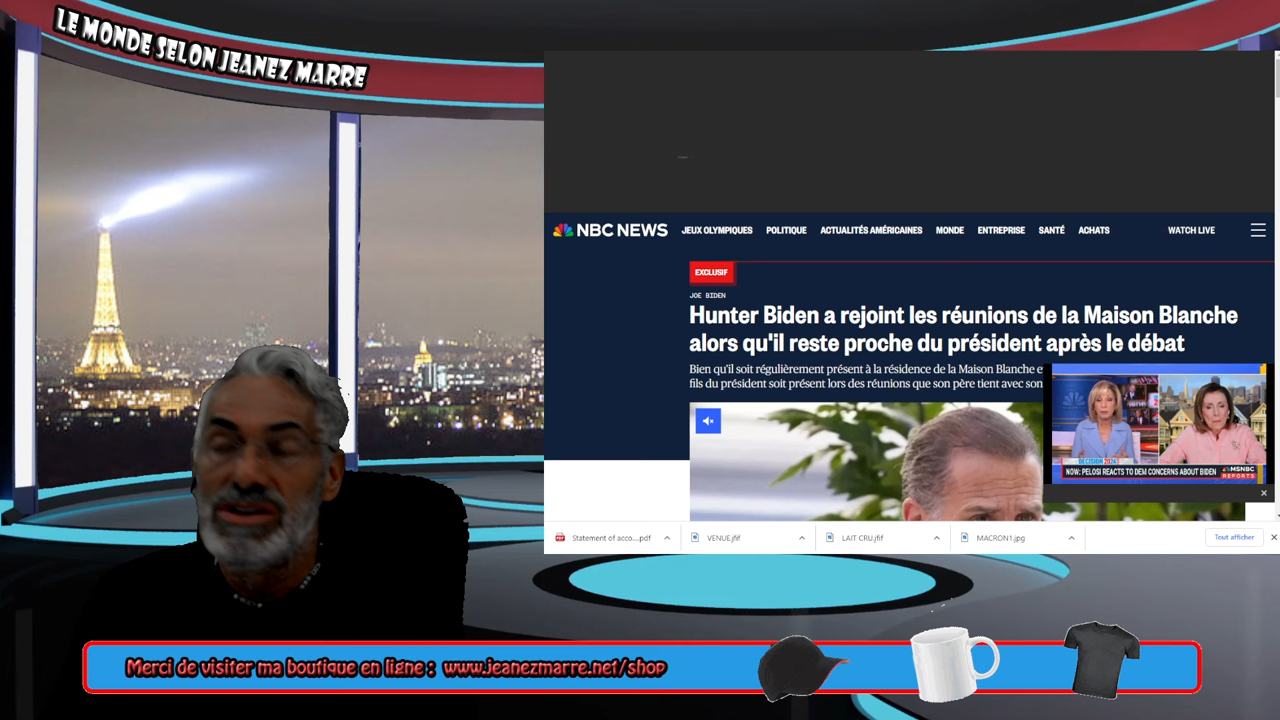 LE MONDE SELON JEANEZ MARRE
NBC NEWS
JEUX OLYMPIQUES
POLITIQUE
ACTUALITÉS AMÉRICAINES
MONDE
ENTREPRISE
SANTÉ
ACHATS
WATCH LIVE
EXCLUSIF
JOE BIDEN
Hunter Biden a rejoint les réunions de la Maison Blanche
alors qu'il reste proche du président après le débat
Bien qu'il soit régulièrement présent à la résidence de la Maison Blanche e
fils du président soit présent lors des réunions que son père tient avec son
DECISION 2024
NOW: PELOSI REACTS TO DEM CONCERNS ABOUT BIDEN
MSNBC
REPORTS
Statement of acco....pdf
VENUE.jfif
LAIT CRU.jfif
MACRON1.jpg
Tout afficher
Merci de visiter ma boutique en ligne : www.jeanezmarre.net/shop